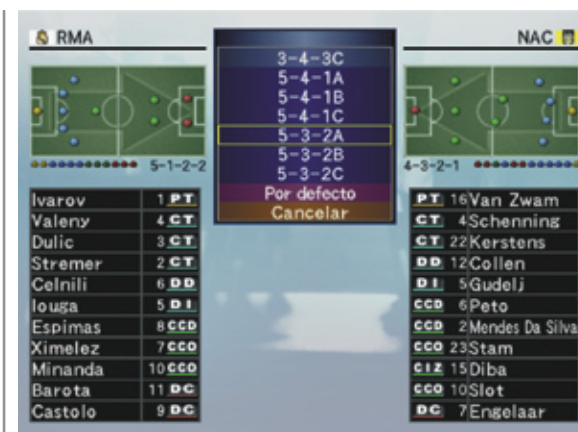 RMA
5-1-2-2
Ivarov 1 PT
Valeny 4 CT
Dulic 3 CT
Stremer 2 CT
Celnili 6 DD
Iouga 5 DI
Espimas 8 CCD
Ximelez 7 CCO
Minanda 10 CCO
Barota 11 DC
Castolo 9 DC
3-4-3C
5-4-1A
5-4-1B
5-4-1C
5-3-2A
5-3-2B
5-3-2C
Por defecto
Cancelar
NAC
4-3-2-1
PT 16 Van Zwam
CT 4 Schenning
CT 22 Kerstens
DD 12 Collen
DI 5 Gudelj
CCD 6 Peto
CCD 2 Mendes Da Silva
CCO 23 Stam
CIZ 15 Diba
CCO 10 Slot
DC 7 Engelaar